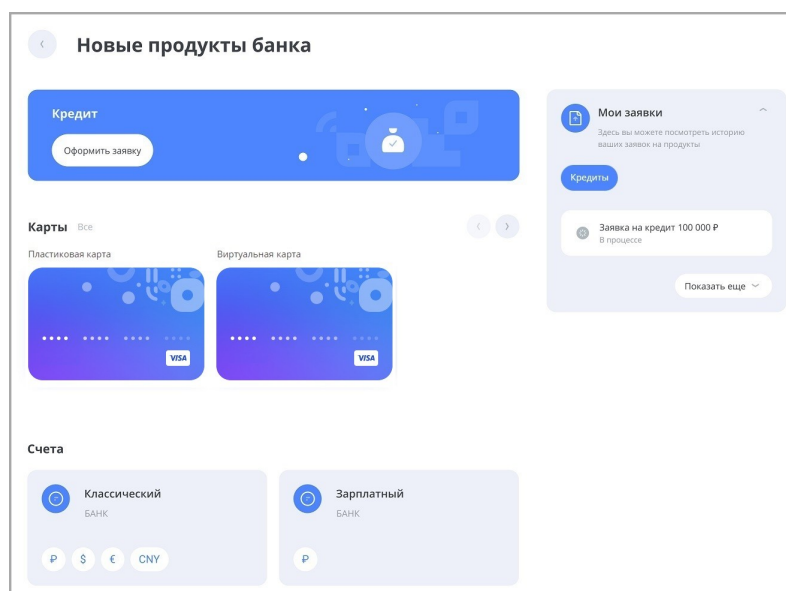 Новые продукты банка
Кредит
Оформить заявку
Карты Все
Пластиковая карта
Виртуальная карта
VISA
VISA
Счета
Классический
БАНК
₽ $ € CNY
Зарплатный
БАНК
₽
Мои заявки
Здесь вы можете посмотреть историю
ваших заявок на продукты
Кредиты
Заявка на кредит 100 000 ₽
В процессе
Показать еще